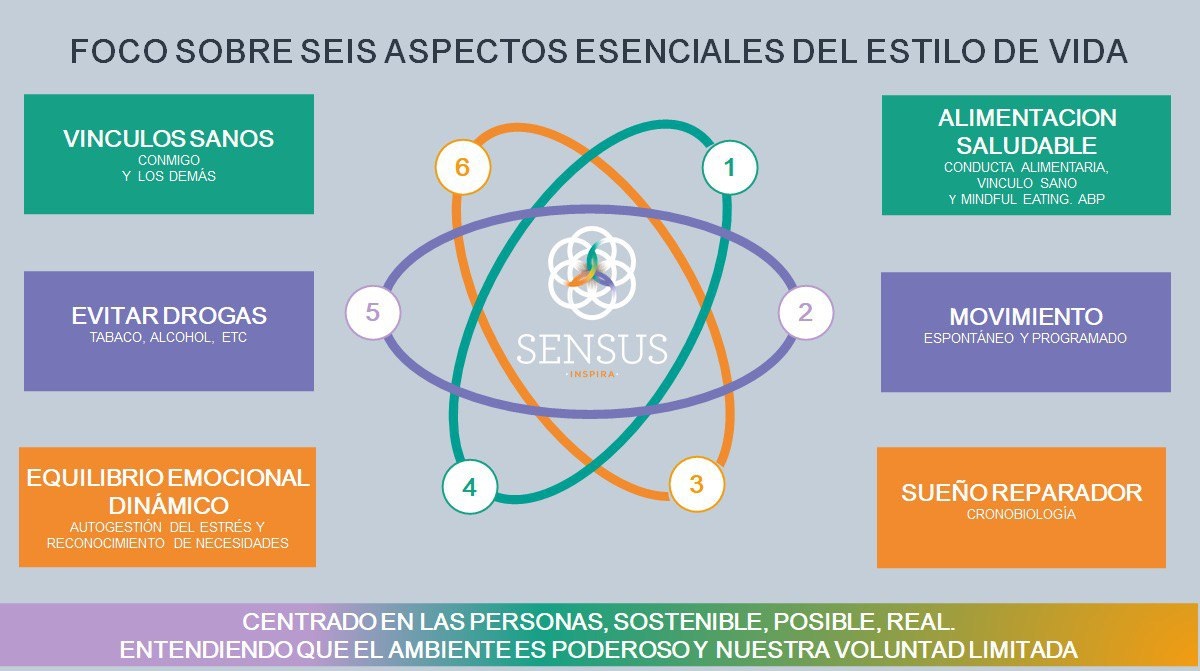 FOCO SOBRE SEIS ASPECTOS ESENCIALES DEL ESTILO DE VIDA
VINCULOS SANOS
CONMIGO
Y LOS DEMÁS
EVITAR DROGAS
TABACO, ALCOHOL, ETC
EQUILIBRIO EMOCIONAL
DINÁMICO
AUTOGESTIÓN DEL ESTRÉS Y
RECONOCIMIENTO DE NECESIDADES
6
1
5
2
4
3
SENSUS
·INSPIRA·
ALIMENTACION
SALUDABLE
CONDUCTA ALIMENTARIA,
VINCULO SANO
Y MINDFUL EATING. ABP
MOVIMIENTO
ESPONTÁNEO Y PROGRAMADO
SUEÑO REPARADOR
CRONOBIOLOGÍA
CENTRADO EN LAS PERSONAS, SOSTENIBLE, POSIBLE, REAL.
ENTENDIENDO QUE EL AMBIENTE ES PODEROSO Y NUESTRA VOLUNTAD LIMITADA